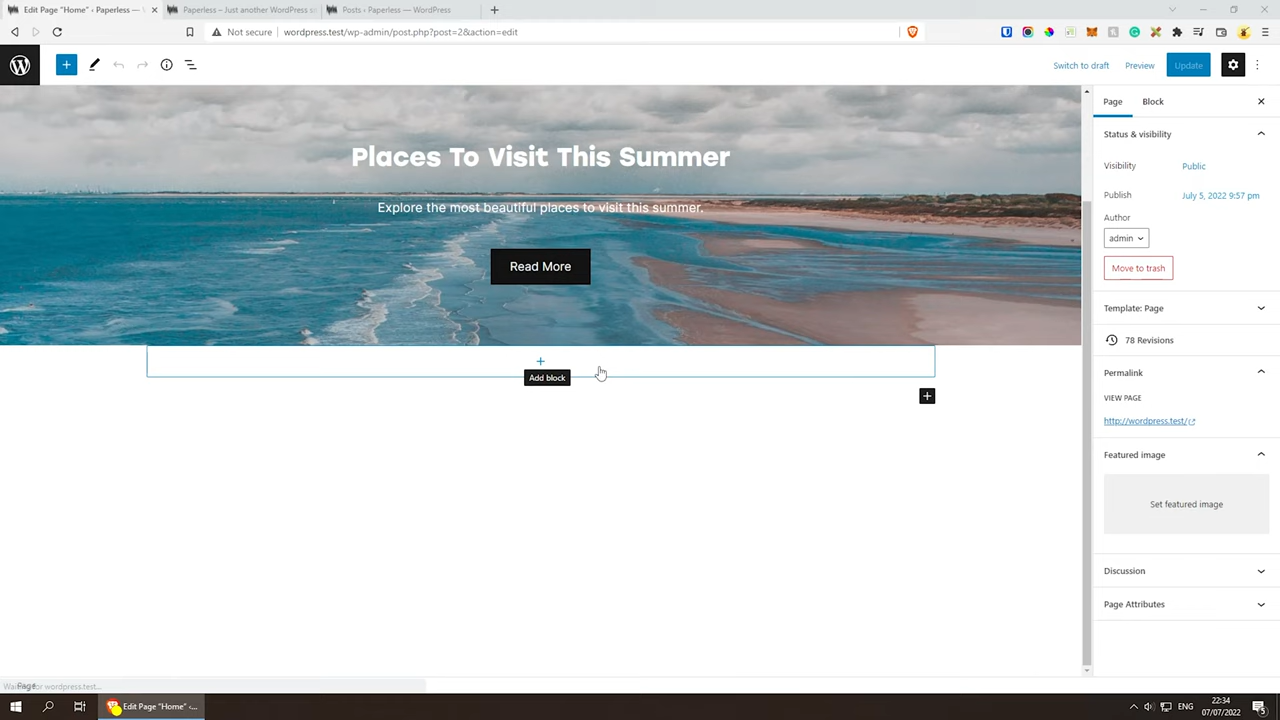 Edit Page "Home" ‹ Paperless — W
Paperless – Just another WordPress si
Posts ‹ Paperless — WordPress
Not secure
wordpress.test/wp-admin/post.php?post=2&action=edit
Switch to draft
Preview
Update
Page
Block
Status & visibility
Visibility
Public
Publish
July 5, 2022 9:57 pm
Author
admin
Move to trash
Template: Page
78 Revisions
Permalink
VIEW PAGE
http://wordpress.test/
Featured image
Set featured image
Discussion
Page Attributes
Places To Visit This Summer
Explore the most beautiful places to visit this summer.
Read More
Add block
Page
wordpress.test...
Edit Page "Home" ‹...
ENG
22:34
07/07/2022
5